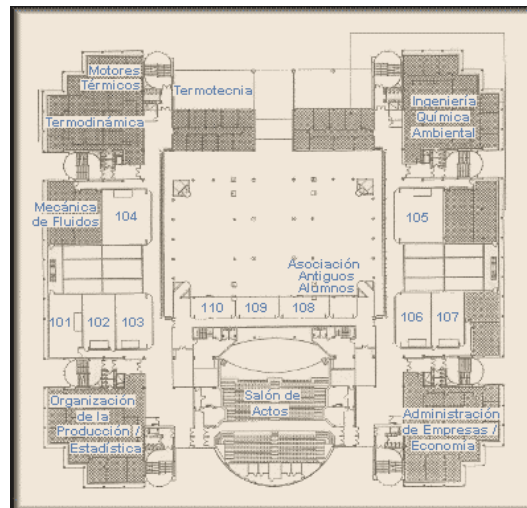 Motores
Térmicos
Termodinámica
Termotecnia
Ingeniería
Química
Ambiental
Mecánica
de Fluidos
104
105
Asociación
Antiguos
Alumnos
110
109
108
101
102
103
106
107
Organización
de la
Producción /
Estadística
Salón de
Actos
Administración
de Empresas /
Economía